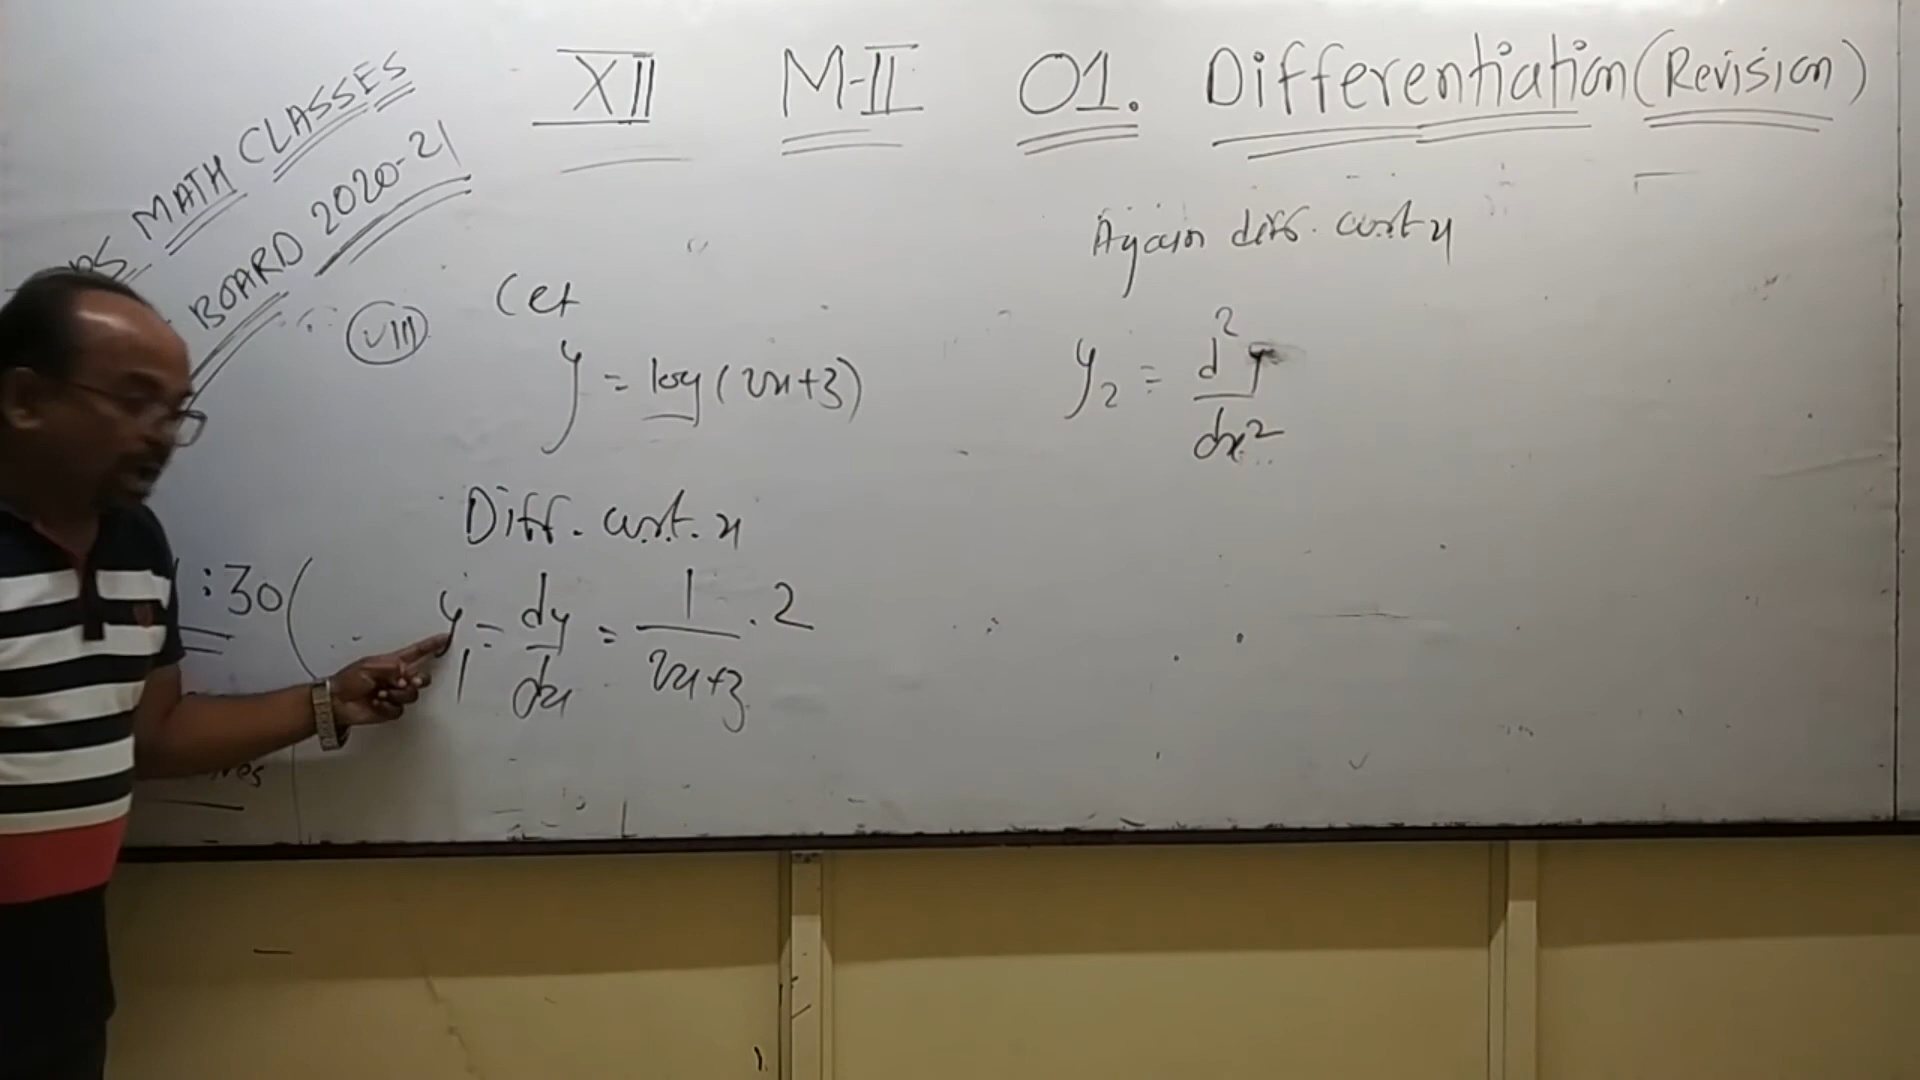 XII M-II 01. Differentiation (Revision)
MATH CLASSES
BOARD 2020-21
VIII
Let
y = log(2x+3)
Diff. w.r.t. x
y1 = dy/dx = 1/(2x+3) . 2
Again diff. w.r.t x
y2 = d²y/dx²
:30 (